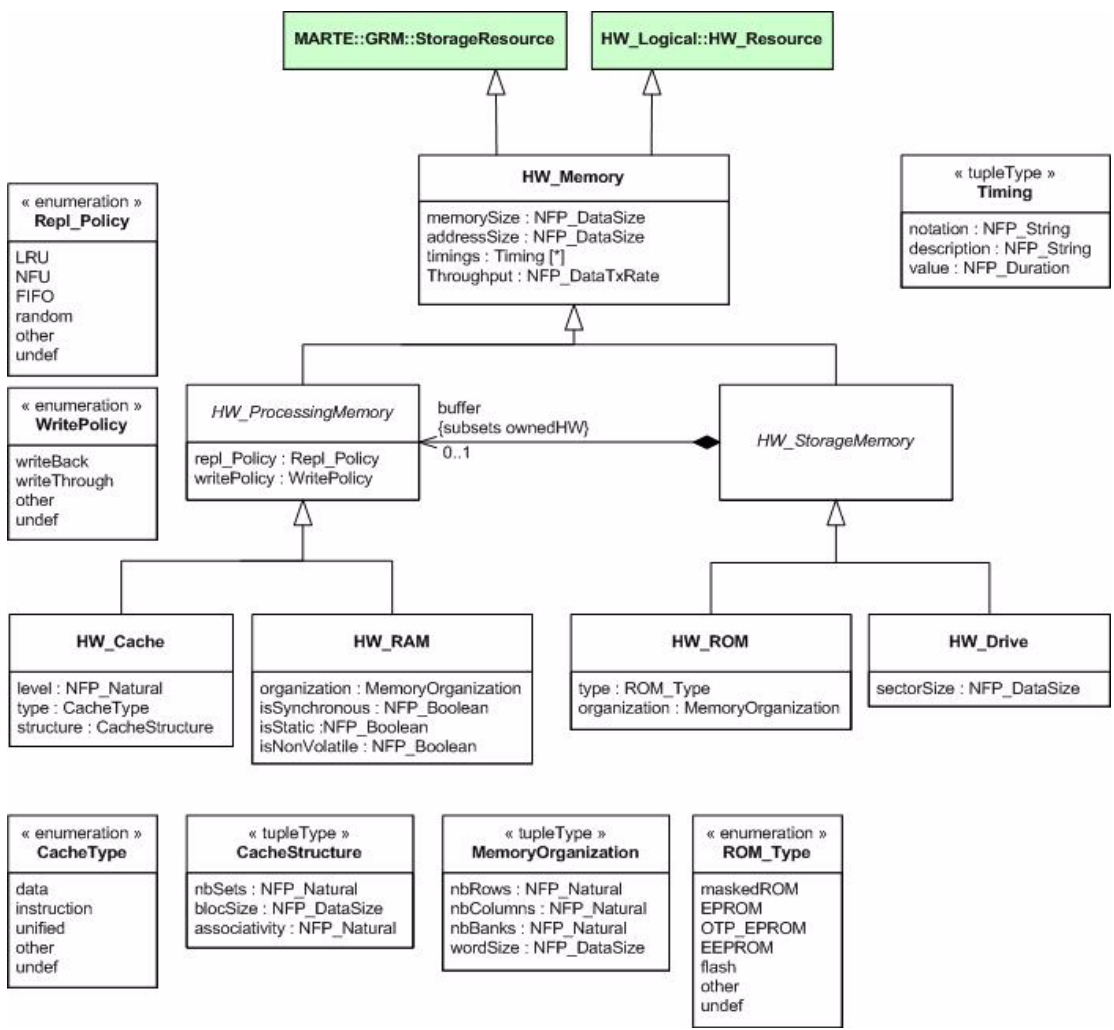 MARTE::GRM::StorageResource
HW_Logical::HW_Resource
HW_Memory
memorySize : NFP_DataSize
addressSize : NFP_DataSize
timings : Timing [*]
Throughput : NFP_DataTxRate
« tupleType »
Timing
notation : NFP_String
description : NFP_String
value : NFP_Duration
« enumeration »
Repl_Policy
LRU
NFU
FIFO
random
other
undef
« enumeration »
WritePolicy
writeBack
writeThrough
other
undef
HW_ProcessingMemory
repl_Policy : Repl_Policy
writePolicy : WritePolicy
buffer
{subsets ownedHW}
0..1
HW_StorageMemory
HW_Cache
level : NFP_Natural
type : CacheType
structure : CacheStructure
HW_RAM
organization : MemoryOrganization
isSynchronous : NFP_Boolean
isStatic :NFP_Boolean
isNonVolatile : NFP_Boolean
HW_ROM
type : ROM_Type
organization : MemoryOrganization
HW_Drive
sectorSize : NFP_DataSize
« enumeration »
CacheType
data
instruction
unified
other
undef
« tupleType »
CacheStructure
nbSets : NFP_Natural
blocSize : NFP_DataSize
associativity : NFP_Natural
« tupleType »
MemoryOrganization
nbRows : NFP_Natural
nbColumns : NFP_Natural
nbBanks : NFP_Natural
wordSize : NFP_DataSize
« enumeration »
ROM_Type
maskedROM
EPROM
OTP_EPROM
EEPROM
flash
other
undef